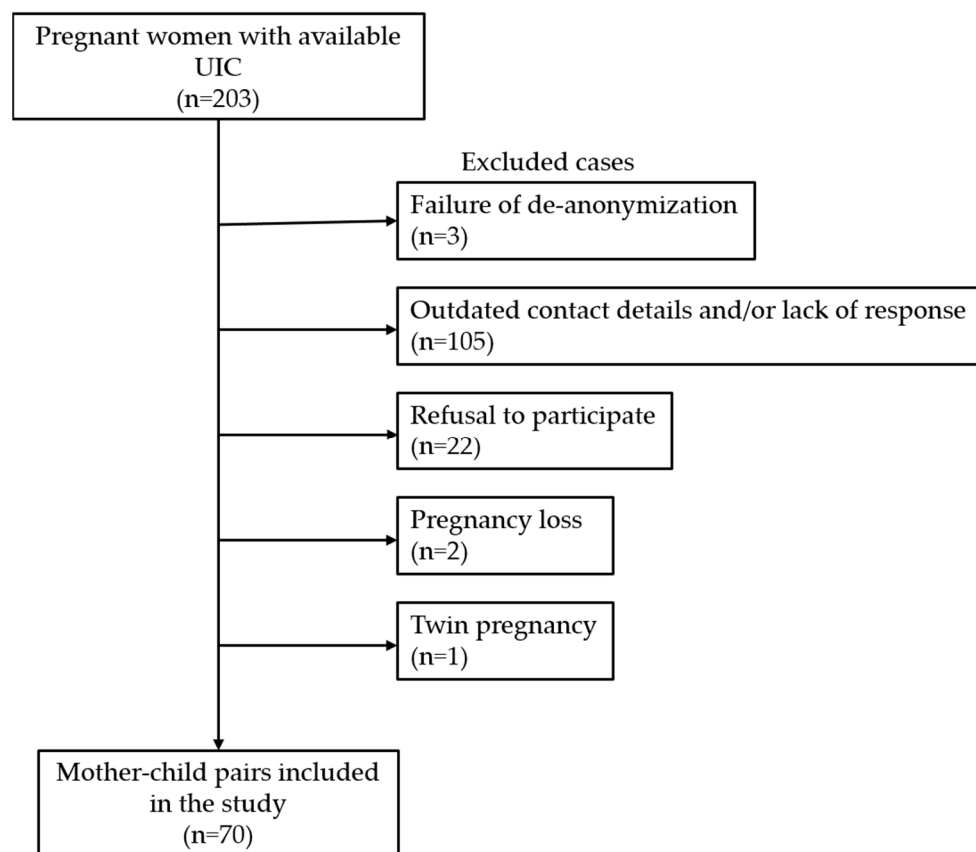 Pregnant women with available
UIC
(n=203)
Excluded cases
Failure of de-anonymization
(n=3)
Outdated contact details and/or lack of response
(n=105)
Refusal to participate
(n=22)
Pregnancy loss
(n=2)
Twin pregnancy
(n=1)
Mother-child pairs included
in the study
(n=70)